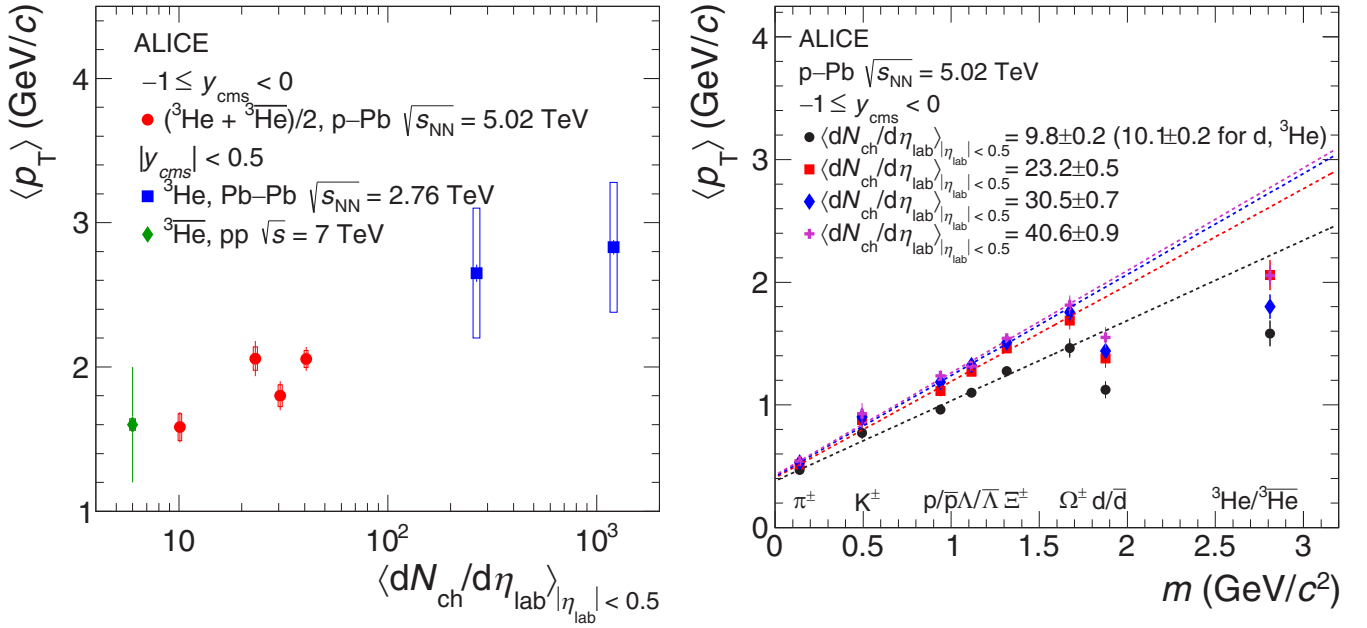 ALICE
−1≤ y_cms < 0
(³He + ³H̅e̅)/2, p–Pb √s_NN = 5.02 TeV
|y_cms| < 0.5
³He, Pb–Pb √s_NN = 2.76 TeV
³H̅e̅, pp √s = 7 TeV
⟨p_T⟩ (GeV/c)
4
3
2
1
10
10²
10³
⟨dN_ch/dη_lab⟩_|η_lab| < 0.5
ALICE
p–Pb √s_NN = 5.02 TeV
−1≤ y_cms < 0
⟨dN_ch/dη_lab⟩_|η_lab| < 0.5 = 9.8±0.2 (10.1±0.2 for d, ³He)
⟨dN_ch/dη_lab⟩_|η_lab| < 0.5 = 23.2±0.5
⟨dN_ch/dη_lab⟩_|η_lab| < 0.5 = 30.5±0.7
⟨dN_ch/dη_lab⟩_|η_lab| < 0.5 = 40.6±0.9
⟨p_T⟩ (GeV/c)
4
3
2
1
0
π± K± p/p̅ Λ/Λ̅ Ξ± Ω± d/d̅ ³He/³H̅e̅
0 0.5 1 1.5 2 2.5 3
m (GeV/c²)